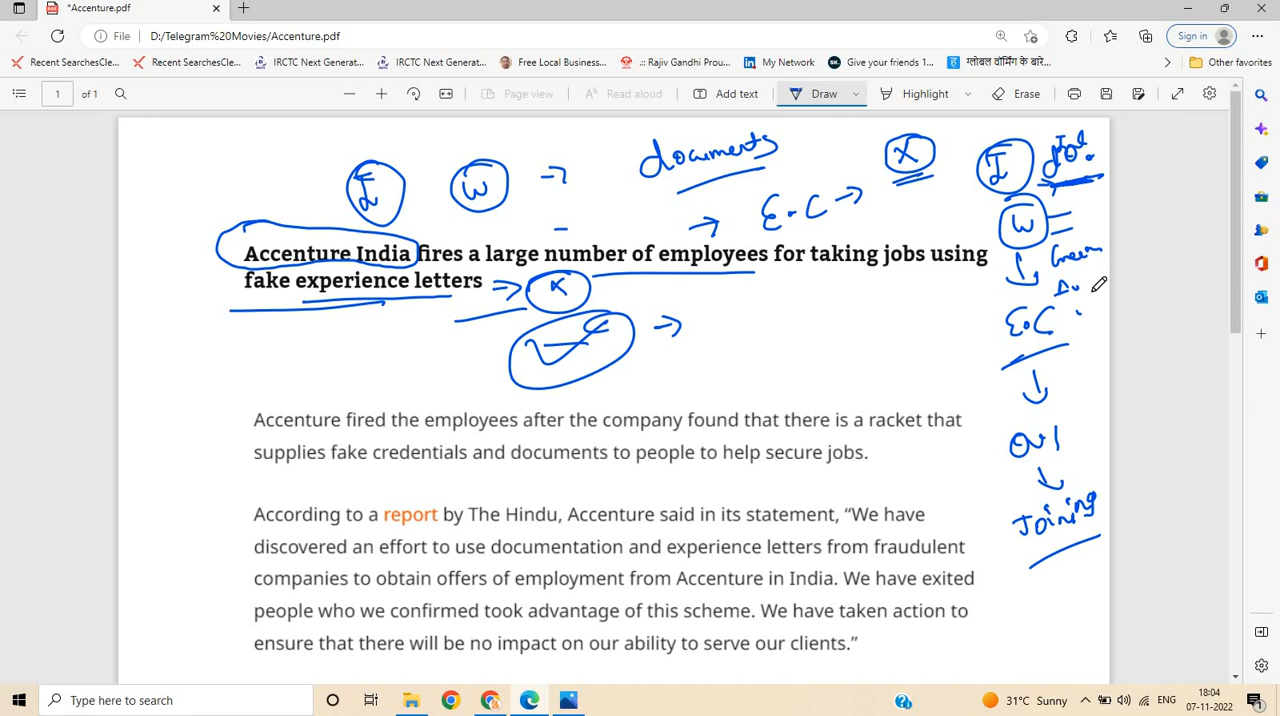 *Accenture.pdf
File
D:/Telegram%20Movies/Accenture.pdf
Sign in
Recent SearchesCle...
Recent SearchesCle...
IRCTC Next Generat...
IRCTC Next Generat...
Free Local Business...
.: Rajiv Gandhi Prou...
My Network
Give your friends 1...
ग्लोबल वॉर्मिंग के बारे...
Other favorites
1 of 1
Page view
Read aloud
Add text
Draw
Highlight
Erase
documents
X
I
I
W
E.C
W
Accenture India fires a large number of employees for taking jobs using
fake experience letters
X
E.C
Accenture fired the employees after the company found that there is a racket that
supplies fake credentials and documents to people to help secure jobs.
Joining
According to a report by The Hindu, Accenture said in its statement, “We have
discovered an effort to use documentation and experience letters from fraudulent
companies to obtain offers of employment from Accenture in India. We have exited
people who we confirmed took advantage of this scheme. We have taken action to
ensure that there will be no impact on our ability to serve our clients.”
Type here to search
31°C Sunny
ENG
18:04
07-11-2022